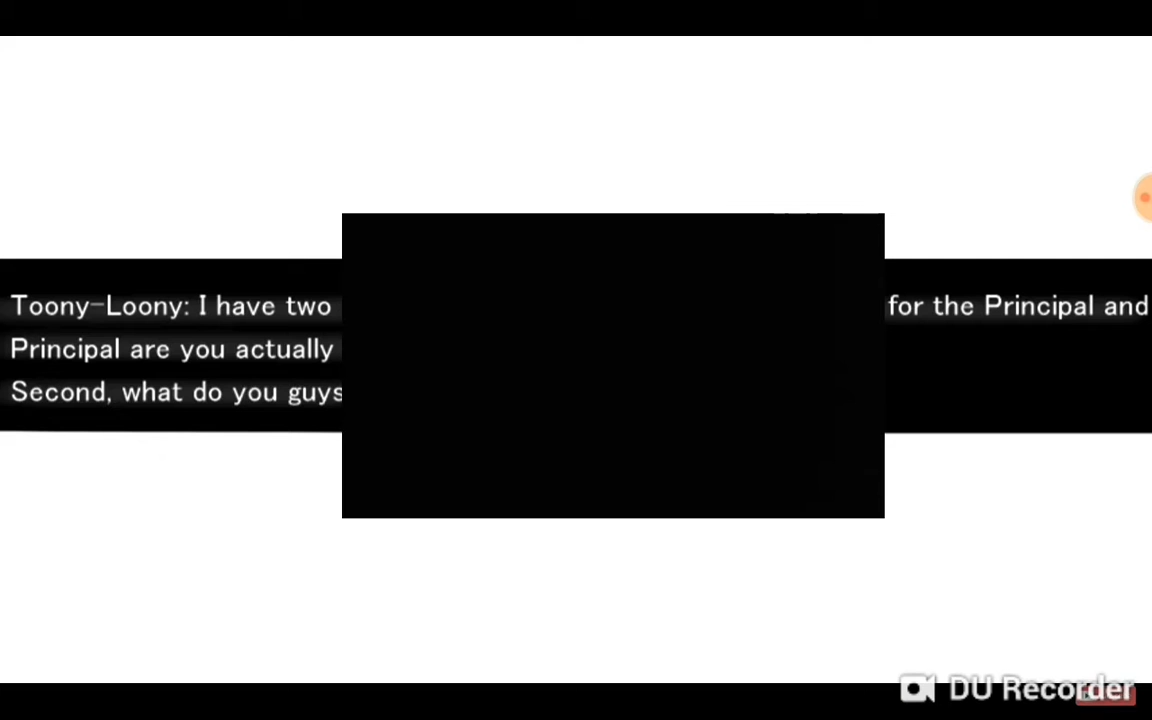 Toony-Loony: I have two for the Principal and
Principal are you actually
Second, what do you guys
DU Recorder